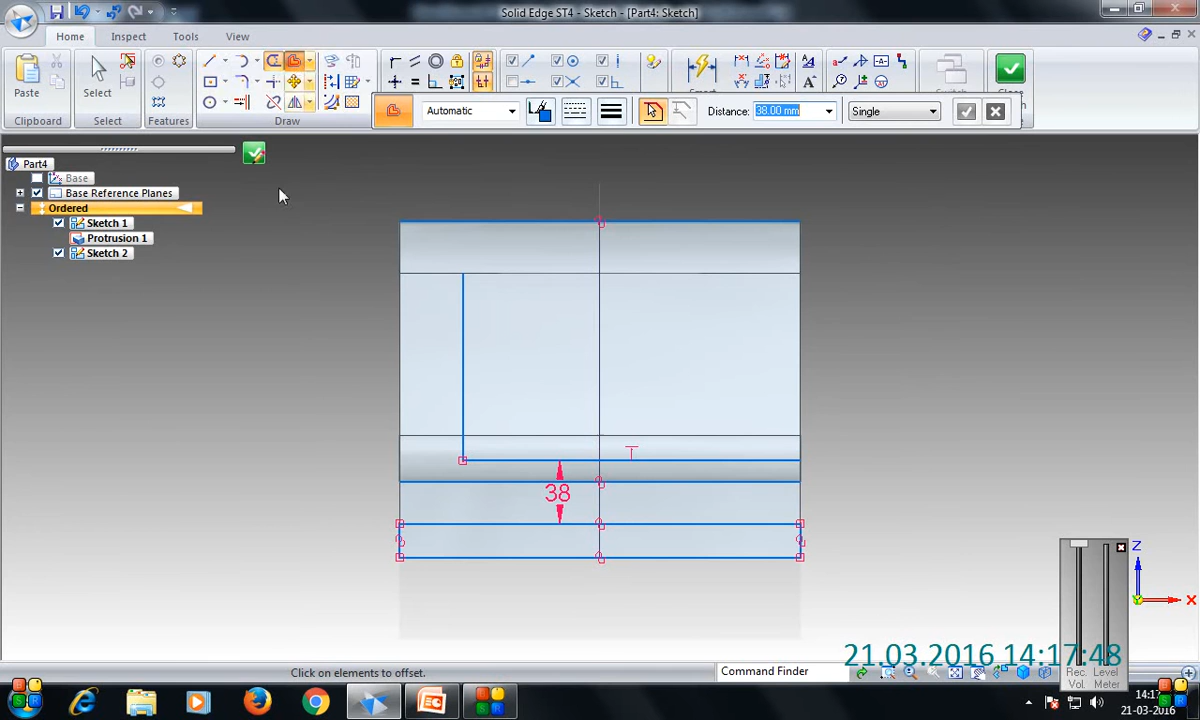 Solid Edge ST4 - Sketch - [Part4: Sketch]
Home Inspect Tools View
Paste
Select
Clipboard Select Features Draw
Automatic Distance: 38.00 mm Single
Part4
Base
Base Reference Planes
Ordered
Sketch 1
Protrusion 1
Sketch 2
38
Z
X
21.03.2016 14:17:48
Rec. Level
Vol. Meter
Click on elements to offset.
Command Finder
14:17
21-03-2016